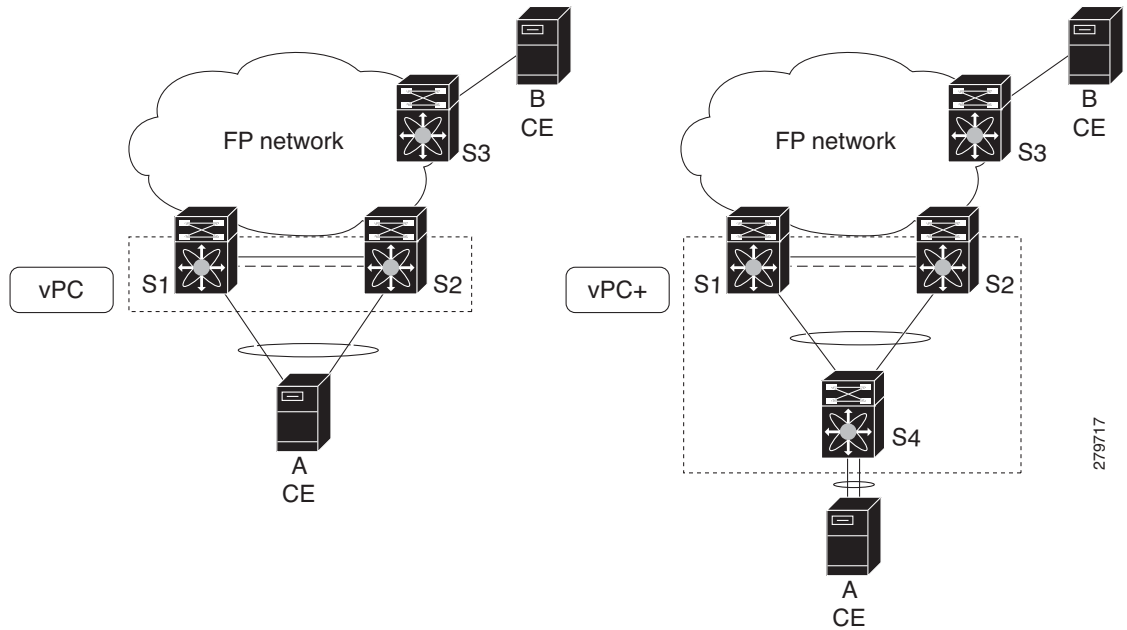 B
CE
FP network
S3
S1
S2
vPC
A
CE
B
CE
FP network
S3
S1
S2
vPC+
S4
A
CE
279717